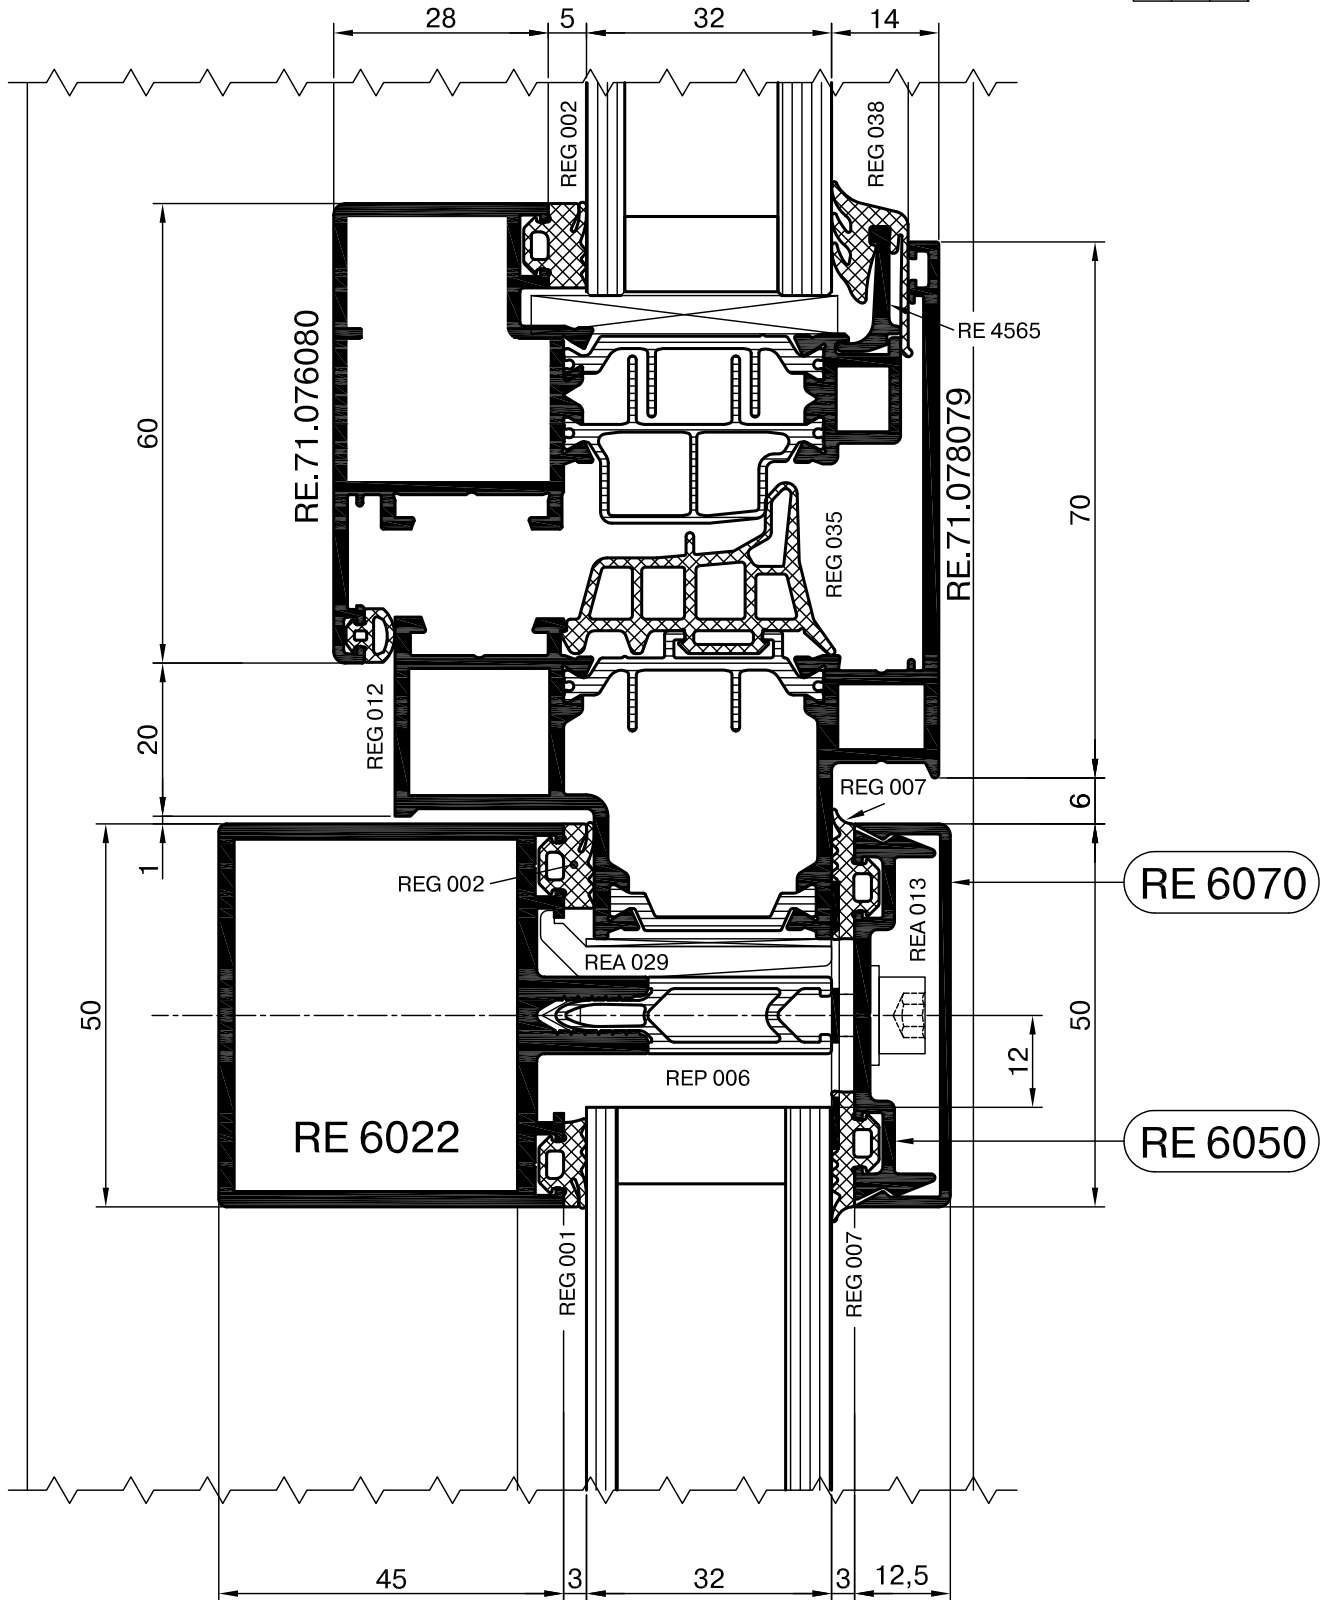 28
5
32
14
REG 002
REG 038
RE 4565
RE.71.076080
RE.71.078079
60
70
REG 035
REG 012
20
REG 007
6
1
REG 002
REA 013
RE 6070
REA 029
50
50
12
REP 006
RE 6022
RE 6050
REG 001
REG 007
45
3
32
3
12,5